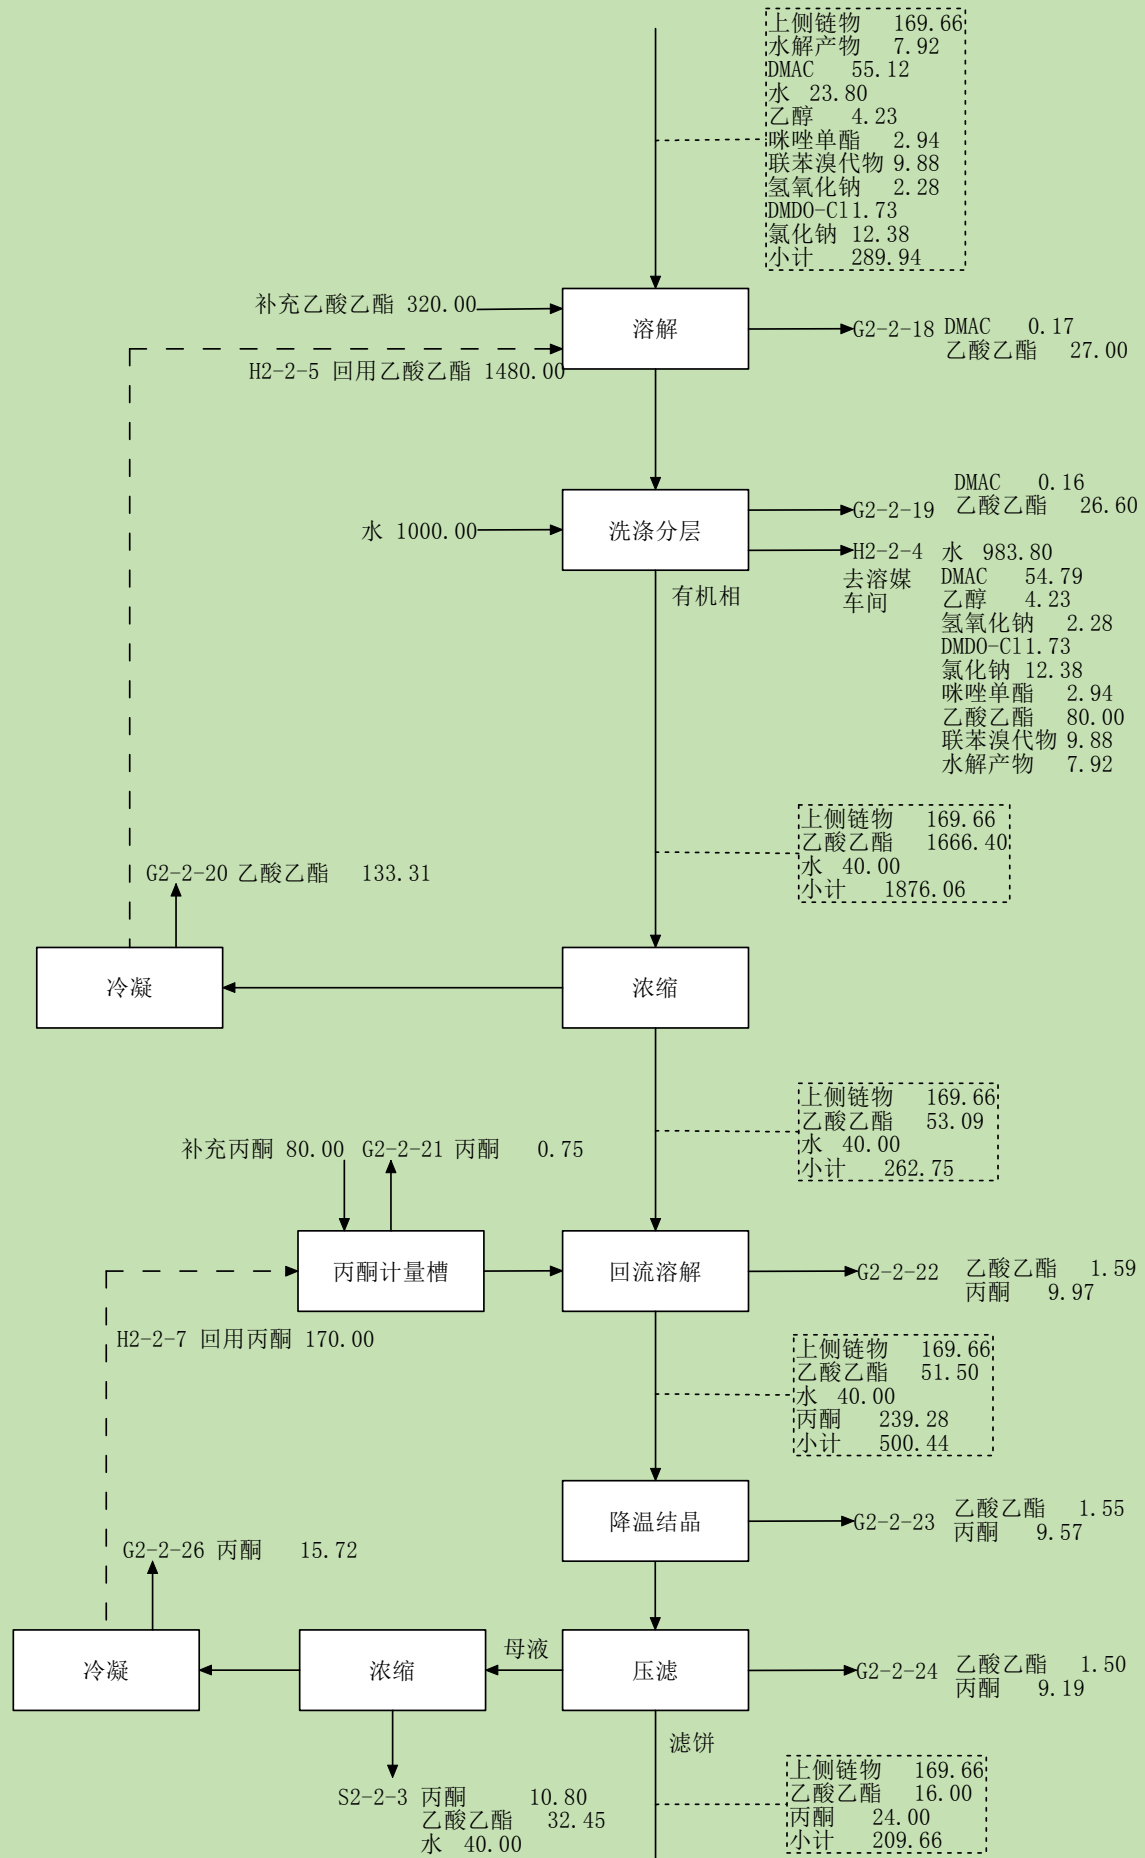 上侧链物 169.66
水解产物 7.92
DMAC 55.12
水 23.80
乙醇 4.23
咪唑单酯 2.94
联苯溴代物 9.88
氢氧化钠 2.28
DMDO-Cl1.73
氯化钠 12.38
小计 289.94
补充乙酸乙酯 320.00
溶解
G2-2-18 DMAC 0.17
乙酸乙酯 27.00
H2-2-5 回用乙酸乙酯 1480.00
水 1000.00
洗涤分层
DMAC 0.16
G2-2-19 乙酸乙酯 26.60
H2-2-4 水 983.80
去溶媒
车间
DMAC 54.79
乙醇 4.23
氢氧化钠 2.28
DMDO-Cl1.73
氯化钠 12.38
咪唑单酯 2.94
乙酸乙酯 80.00
联苯溴代物 9.88
水解产物 7.92
有机相
上侧链物 169.66
乙酸乙酯 1666.40
水 40.00
小计 1876.06
G2-2-20 乙酸乙酯 133.31
冷凝
浓缩
上侧链物 169.66
乙酸乙酯 53.09
水 40.00
小计 262.75
补充丙酮 80.00
G2-2-21 丙酮 0.75
丙酮计量槽
回流溶解
G2-2-22 乙酸乙酯 1.59
丙酮 9.97
H2-2-7 回用丙酮 170.00
上侧链物 169.66
乙酸乙酯 51.50
水 40.00
丙酮 239.28
小计 500.44
降温结晶
G2-2-23 乙酸乙酯 1.55
丙酮 9.57
G2-2-26 丙酮 15.72
冷凝
浓缩
母液
压滤
G2-2-24 乙酸乙酯 1.50
丙酮 9.19
滤饼
S2-2-3 丙酮 10.80
乙酸乙酯 32.45
水 40.00
上侧链物 169.66
乙酸乙酯 16.00
丙酮 24.00
小计 209.66